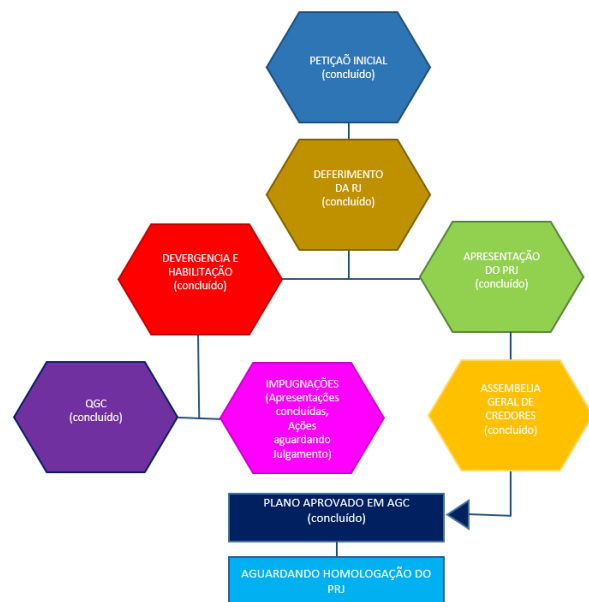 PETIÇAÕ INICIAL
(concluído)
DEFERIMENTO
DA RJ
(concluído)
DEVERGENCIA E
HABILITAÇÃO
(concluído)
APRESENTAÇÃO
DO PRJ
(concluído)
QGC
(concluído)
IMPUGNAÇÕES
(Apresentações
concluídas,
Ações
aguardando
Julgamento)
ASSEMBELIA
GERAL DE
CREDORES
(concluído)
PLANO APROVADO EM AGC
(concluído)
AGUARDANDO HOMOLOGAÇÃO DO
PRJ